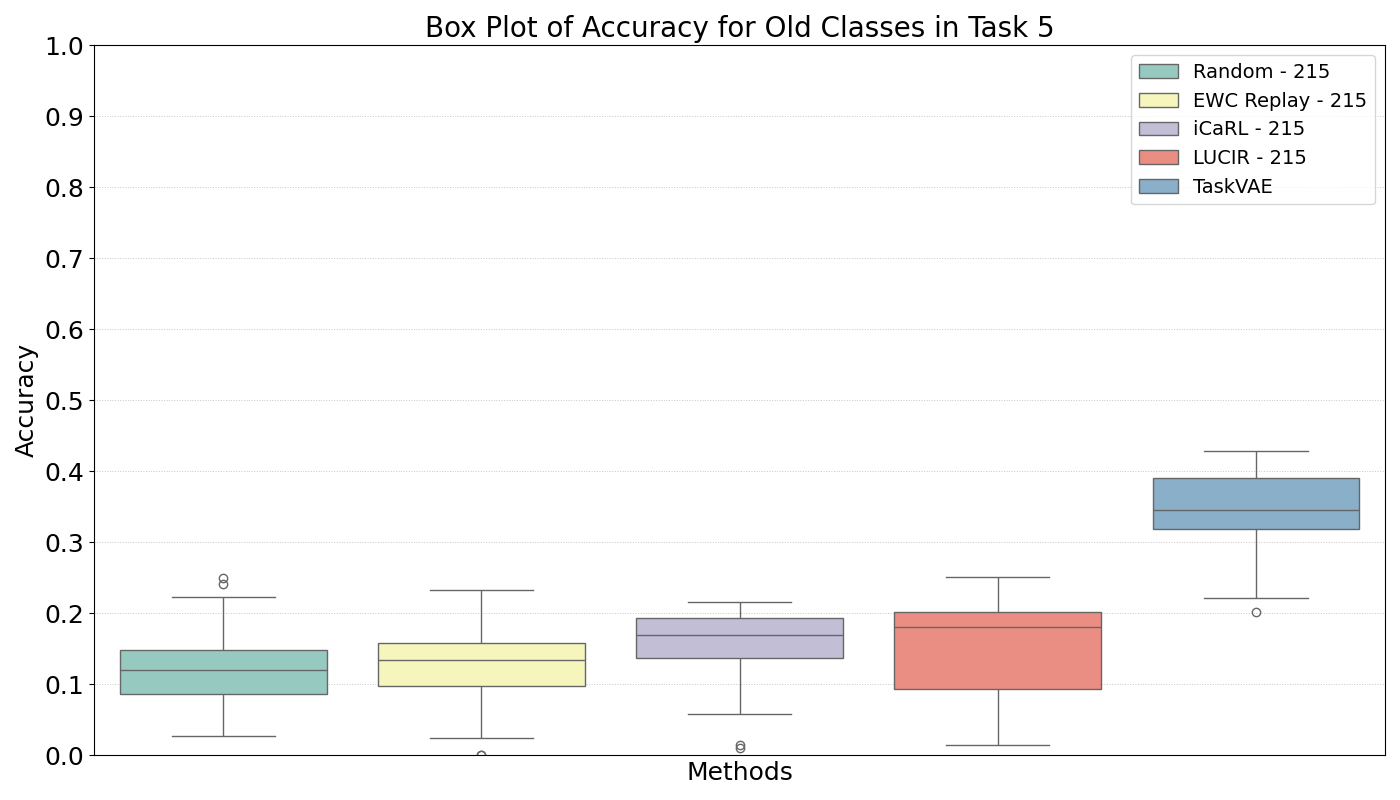 Box Plot of Accuracy for Old Classes in Task 5
1.0
0.9
0.8
0.7
0.6
0.5
0.4
0.3
0.2
0.1
0.0
Accuracy
Methods
Random - 215
EWC Replay - 215
iCaRL - 215
LUCIR - 215
TaskVAE